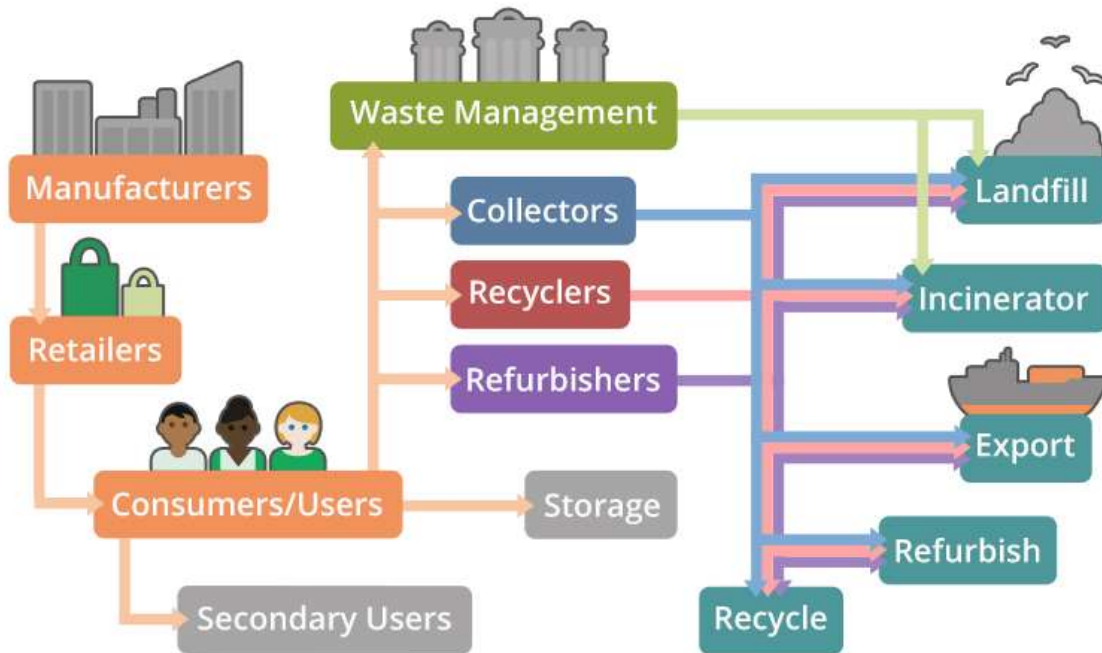 Waste Management
Manufacturers
Landfill
Collectors
Recyclers
Incinerator
Retailers
Refurbishers
Export
Consumers/Users
Storage
Refurbish
Secondary Users
Recycle